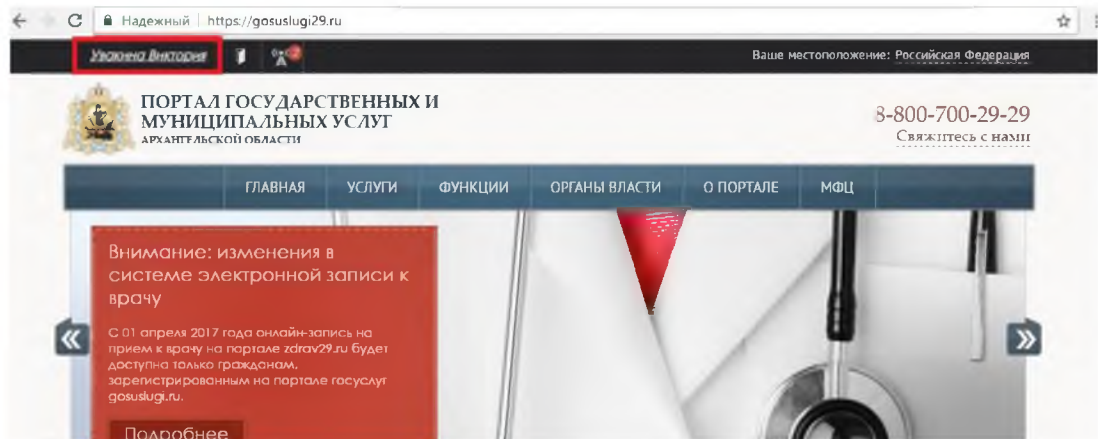 Надежный | https://gosuslugi29.ru
Увакина Виктория
2
Ваше местоположение: Российская Федерация
ПОРТАЛ ГОСУДАРСТВЕННЫХ И
МУНИЦИПАЛЬНЫХ УСЛУГ
АРХАНГЕЛЬСКОЙ ОБЛАСТИ
8-800-700-29-29
Свяжитесь с нами
ГЛАВНАЯ УСЛУГИ ФУНКЦИИ ОРГАНЫ ВЛАСТИ О ПОРТАЛЕ МФЦ
Внимание: изменения в
системе электронной записи к
врачу
С 01 апреля 2017 года онлайн-запись на
прием к врачу на портале zdrav29.ru будет
доступна только гражданам,
зарегистрированным на портале госуслуг
gosuslugi.ru.
Подробнее